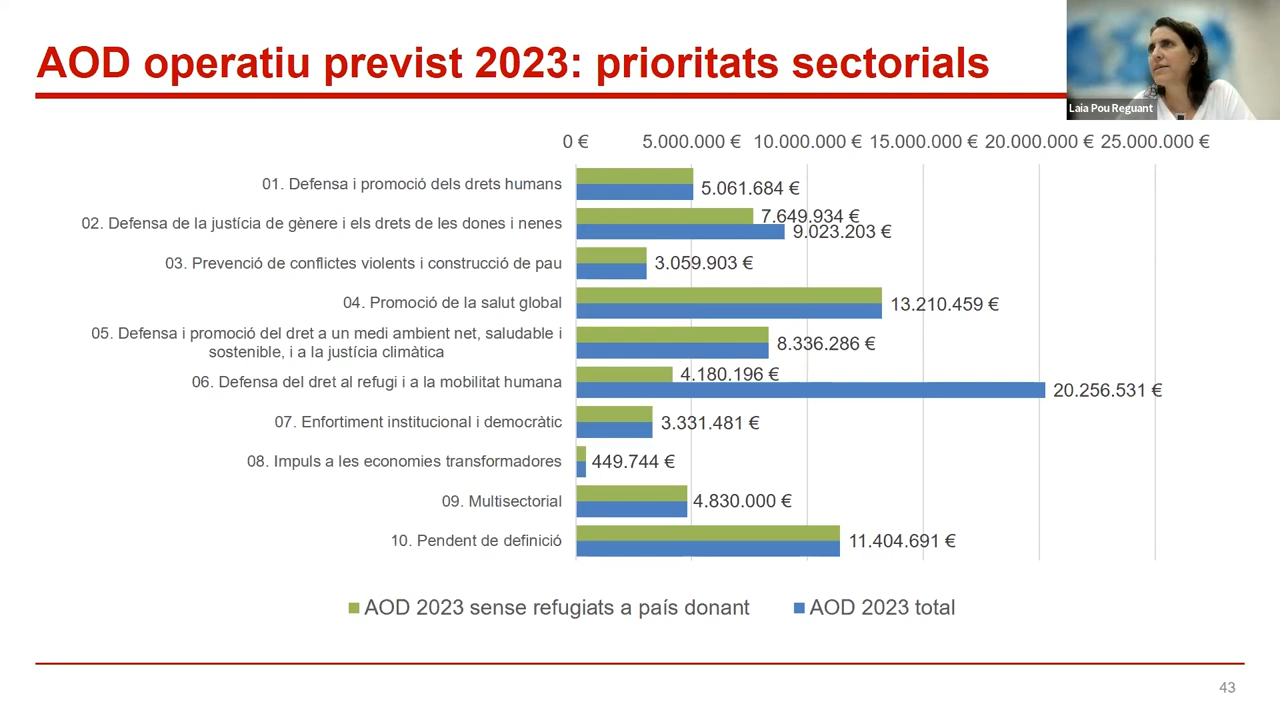 AOD operatiu previst 2023: prioritats sectorials
Laia Pou Reguant
0 €
5.000.000 €
10.000.000 €
15.000.000 €
20.000.000 €
25.000.000 €
01. Defensa i promoció dels drets humans
5.061.684 €
02. Defensa de la justícia de gènere i els drets de les dones i nenes
7.649.934 €
9.023.203 €
03. Prevenció de conflictes violents i construcció de pau
3.059.903 €
04. Promoció de la salut global
13.210.459 €
05. Defensa i promoció del dret a un medi ambient net, saludable i
sostenible, i a la justícia climàtica
8.336.286 €
06. Defensa del dret al refugi i a la mobilitat humana
4.180.196 €
20.256.531 €
07. Enfortiment institucional i democràtic
3.331.481 €
08. Impuls a les economies transformadores
449.744 €
09. Multisectorial
4.830.000 €
10. Pendent de definició
11.404.691 €
AOD 2023 sense refugiats a país donant
AOD 2023 total
43